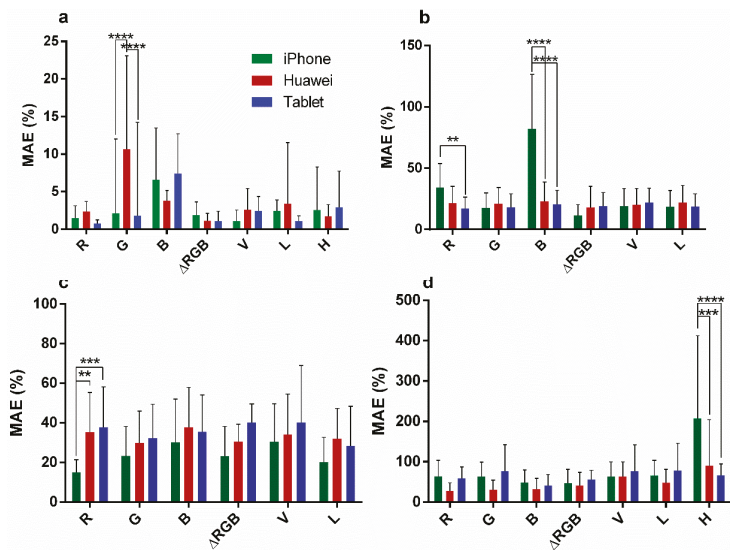 a
**** ****
25
20
15
10
5
0
MAE (%)
iPhone
Huawei
Tablet
R G B ΔRGB V L H
b
150
100
50
0
MAE (%)
**
**** ****
R G B ΔRGB V L
c
100
80
60
40
20
0
MAE (%)
***
**
R G B ΔRGB V L
d
500
400
300
200
100
0
MAE (%)
****
***
R G B ΔRGB V L H